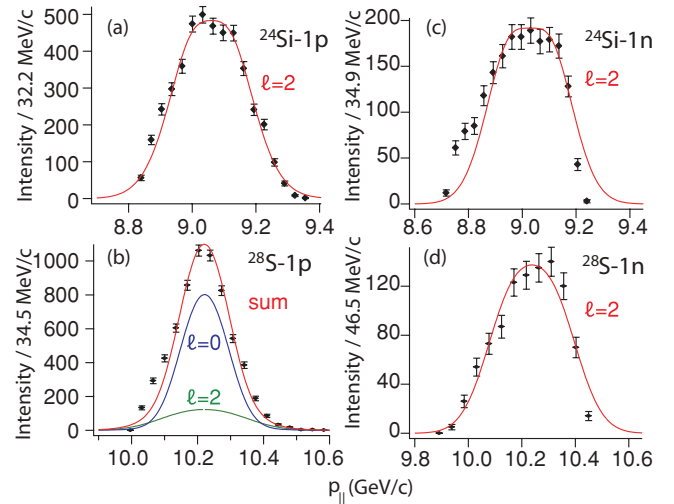 (a)
²⁴Si-1p
ℓ=2
Intensity / 32.2 MeV/c
500
400
300
200
100
0
8.8
9.0
9.2
9.4
(c)
²⁴Si-1n
ℓ=2
Intensity / 34.9 MeV/c
200
150
100
50
0
8.6
8.8
9.0
9.2
9.4
(b)
²⁸S-1p
sum
ℓ=0
ℓ=2
Intensity / 34.5 MeV/c
1000
800
600
400
200
0
10.0
10.2
10.4
10.6
(d)
²⁸S-1n
ℓ=2
Intensity / 46.5 MeV/c
120
80
40
0
9.8
10.0
10.2
10.4
10.6
p|| (GeV/c)